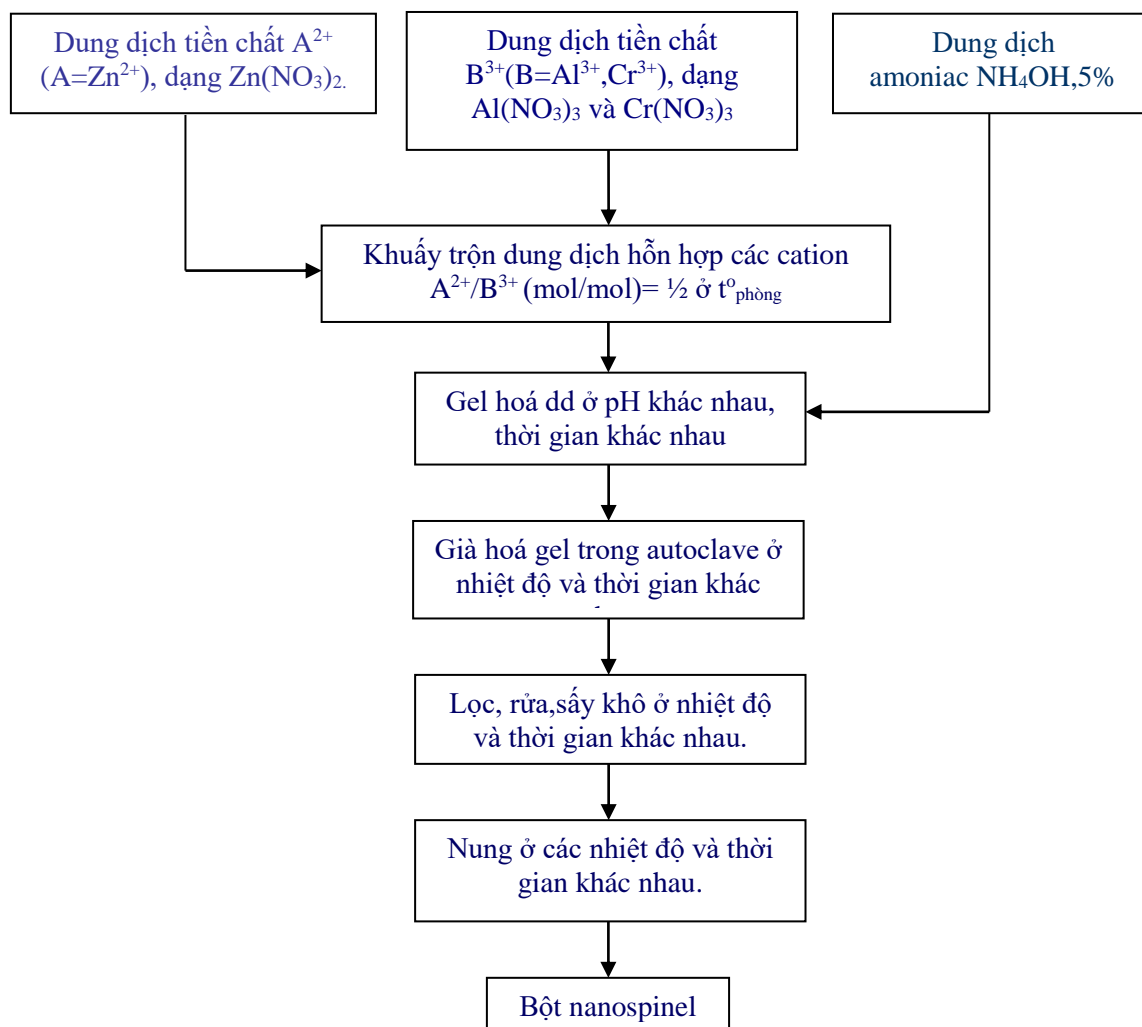 Dung dịch tiền chất A²⁺
(A=Zn²⁺), dạng Zn(NO₃)₂.
Dung dịch tiền chất
B³⁺(B=Al³⁺,Cr³⁺), dạng
Al(NO₃)₃ và Cr(NO₃)₃
Dung dịch
amoniac NH₄OH,5%
Khuấy trộn dung dịch hỗn hợp các cation
A²⁺/B³⁺ (mol/mol)= ½ ở tᵒphòng
Gel hoá dd ở pH khác nhau,
thời gian khác nhau
Già hoá gel trong autoclave ở
nhiệt độ và thời gian khác
Lọc, rửa,sấy khô ở nhiệt độ
và thời gian khác nhau.
Nung ở các nhiệt độ và thời
gian khác nhau.
Bột nanospinel